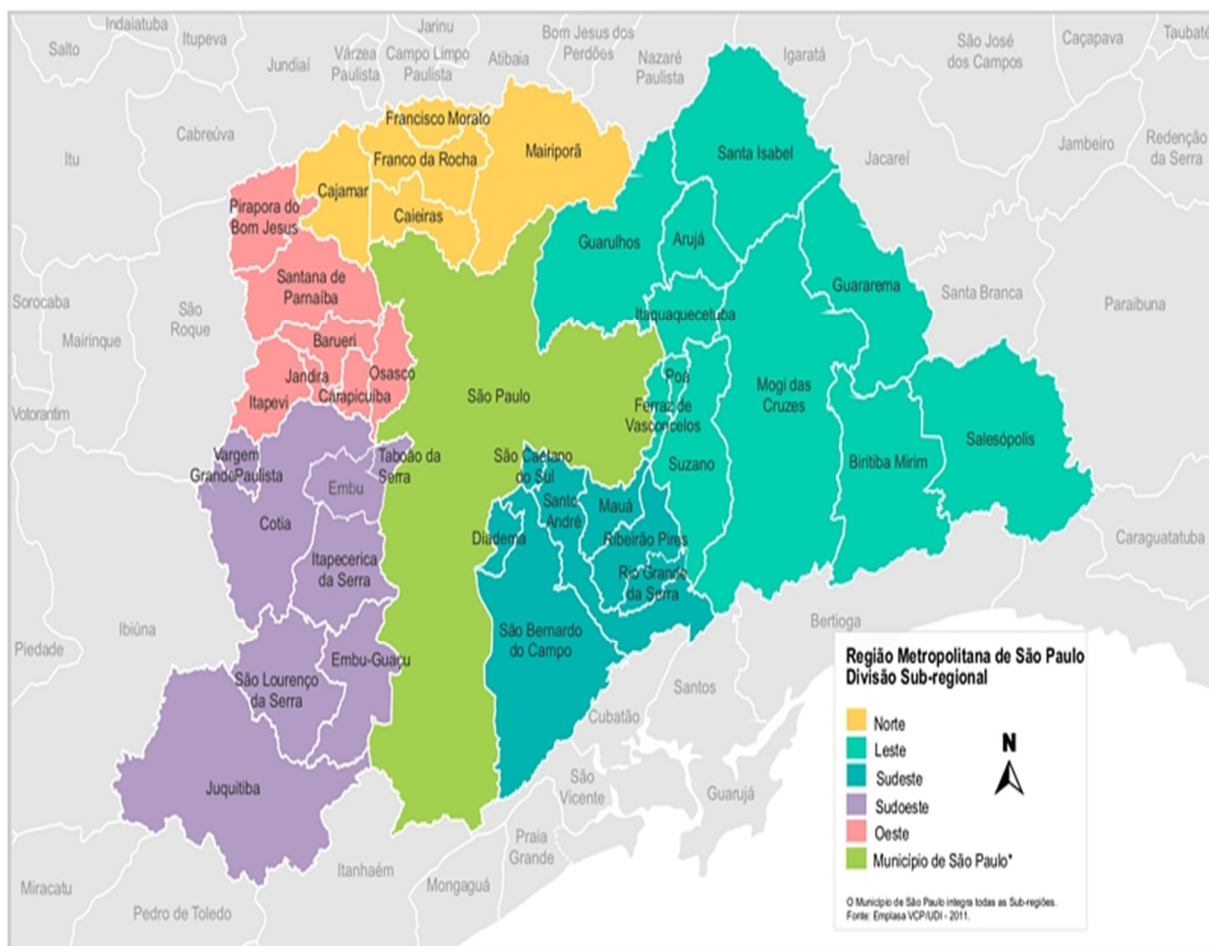 Indaiatuba
Jarinu
Bom Jesus dos
Perdões
Salto
Itupeva
Jundiaí
Várzea
Paulista
Campo Limpo
Paulista
Atibaia
Nazaré
Paulista
Igaratá
São José
dos Campos
Caçapava
Taubaté
Itu
Cabreúva
Francisco Morato
Franco da Rocha
Mairiporã
Cajamar
Caieiras
Santa Isabel
Jacareí
Jambeiro
Redenção
da Serra
Pirapora do
Bom Jesus
Guarulhos
Arujá
Santana de
Parnaíba
Guararema
Santa Branca
Paraibuna
Sorocaba
Mairinque
São
Roque
Itaquaquecetuba
Barueri
Jandira
Osasco
Carapicuíba
Itapevi
Votorantim
São Paulo
Poá
Ferraz de
Vasconcelos
Mogi das
Cruzes
Suzano
Biritiba Mirim
Salesópolis
Vargem
GrandePaulista
Taboão da
Serra
Embu
Cotia
Itapecerica
da Serra
São Caetano
do Sul
Santo
André
Mauá
Diadema
Ribeirão Pires
Rio Grande
da Serra
Caraguatatuba
Piedade
Ibiúna
São Lourenço
da Serra
Embu-Guaçu
São Bernardo
do Campo
Bertioga
Santos
Cubatão
Juquitiba
São
Vicente
Guarujá
Praia
Grande
Itanhaém
Mongaguá
Miracatu
Pedro de Toledo
Região Metropolitana de São Paulo
Divisão Sub-regional
Norte
Leste
Sudeste
Sudoeste
Oeste
Município de São Paulo*
N
O Município de São Paulo integra todas as Sub-regiões.
Fonte: Emplasa VCP/UDI - 2011.